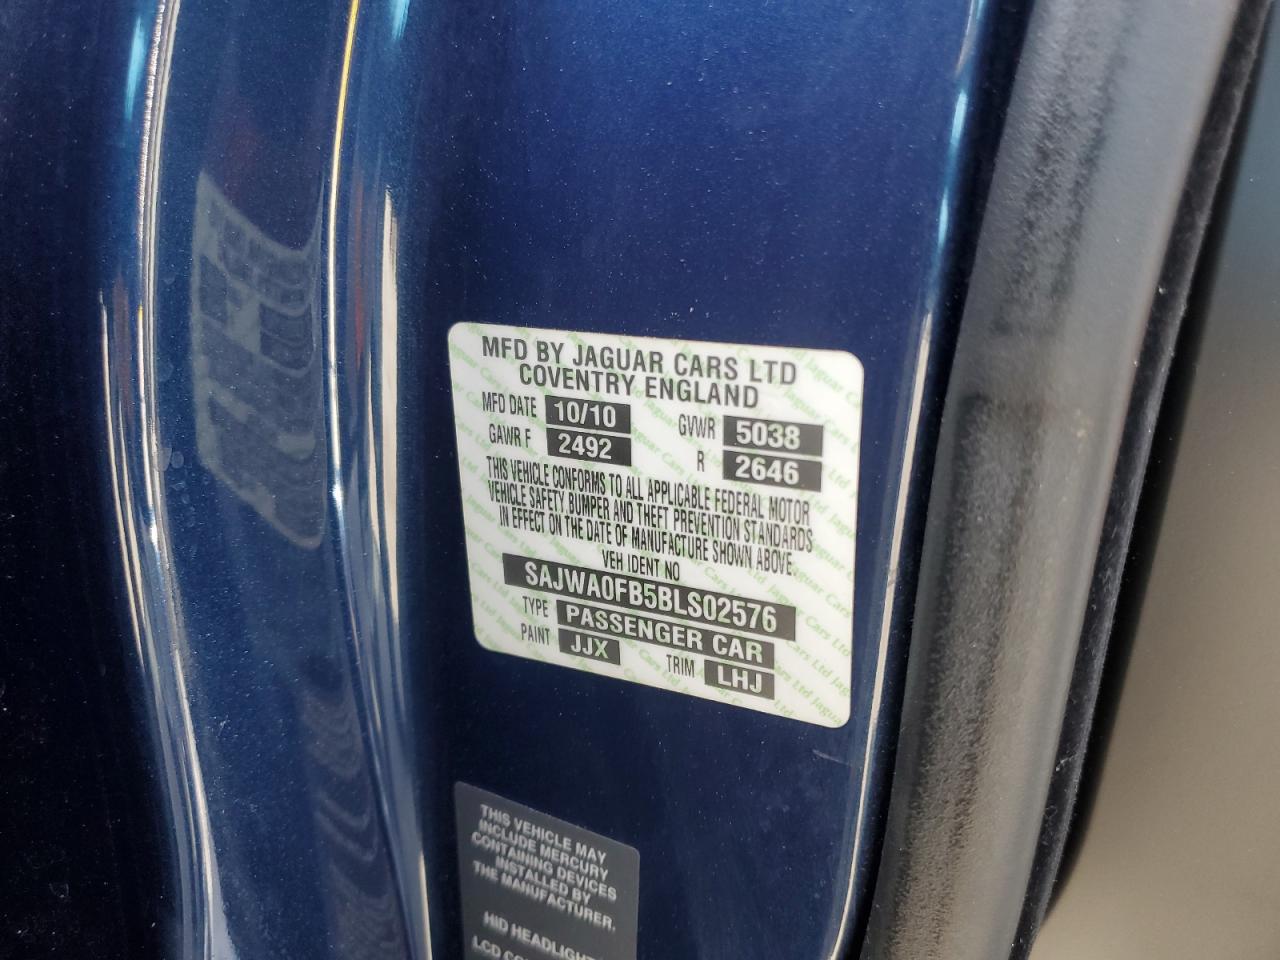 MFD BY JAGUAR CARS LTD
COVENTRY ENGLAND
MFD DATE 10/10 GVWR 5038
GAWR F 2492 R 2646
THIS VEHICLE CONFORMS TO ALL APPLICABLE FEDERAL MOTOR
VEHICLE SAFETY, BUMPER AND THEFT PREVENTION STANDARDS
IN EFFECT ON THE DATE OF MANUFACTURE SHOWN ABOVE.
VEH IDENT NO
SAJWA0FB5BLS02576
TYPE PASSENGER CAR
PAINT JJX TRIM LHJ
THIS VEHICLE MAY
INCLUDE MERCURY
CONTAINING DEVICES
INSTALLED BY
THE MANUFACTURER.
HID HEADLIGHT
LCD